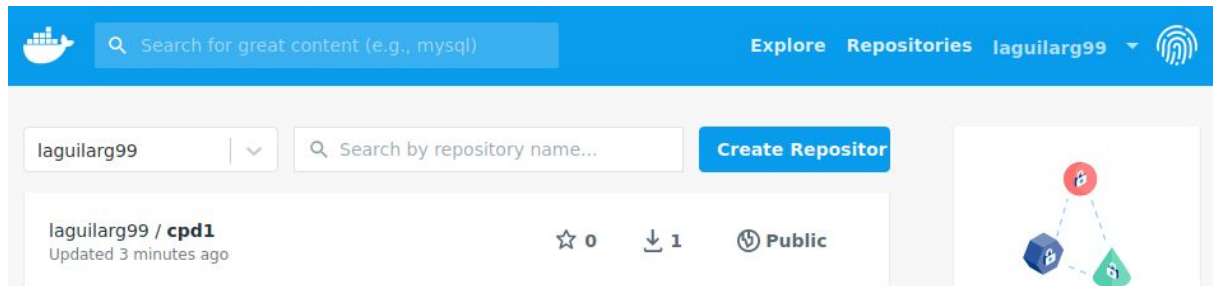 Search for great content (e.g., mysql)
Explore Repositories laguilarg99
laguilarg99
Search by repository name...
Create Repositor
laguilarg99 / cpd1
Updated 3 minutes ago
0
1
Public